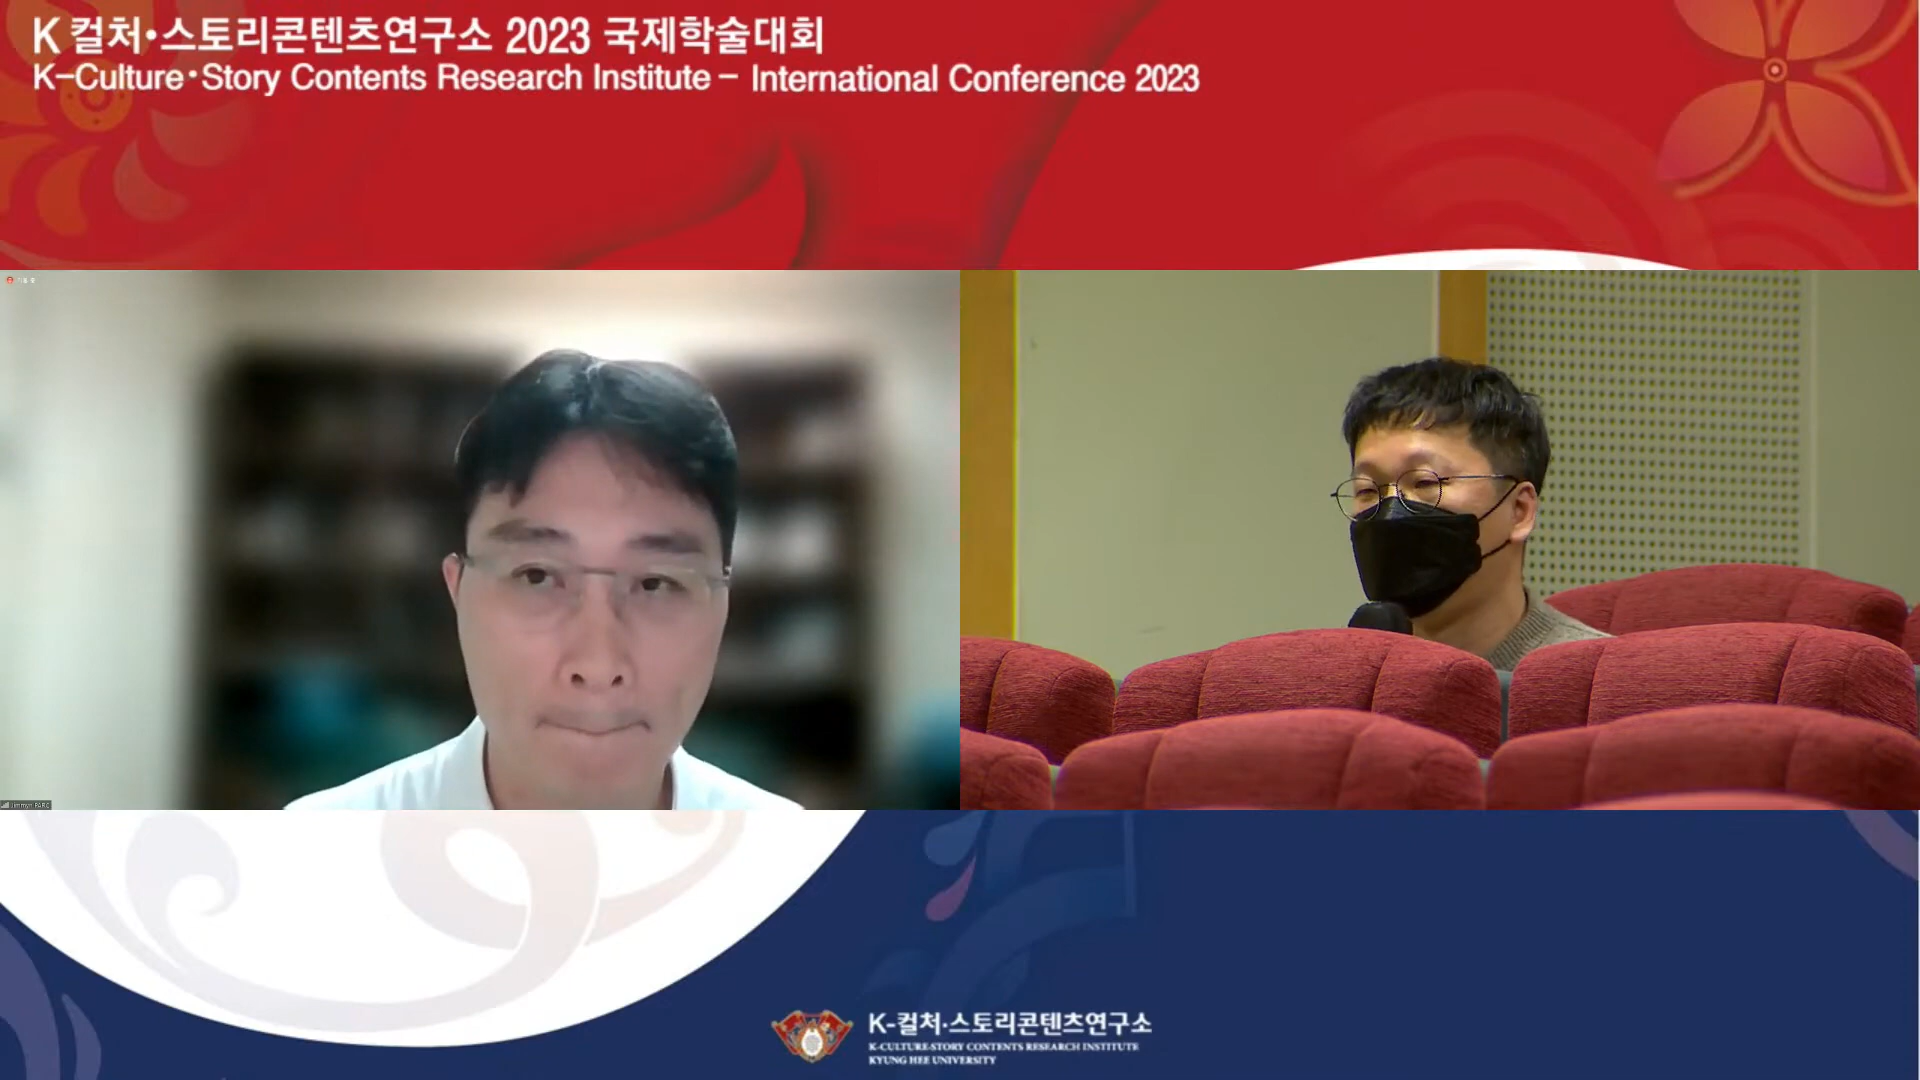 K 컬처•스토리콘텐츠연구소 2023 국제학술대회
K-Culture•Story Contents Research Institute - International Conference 2023
Jimmyn PARC
K-컬처·스토리콘텐츠연구소
K-CULTURE·STORY CONTENTS RESEARCH INSTITUTE
KYUNG HEE UNIVERSITY